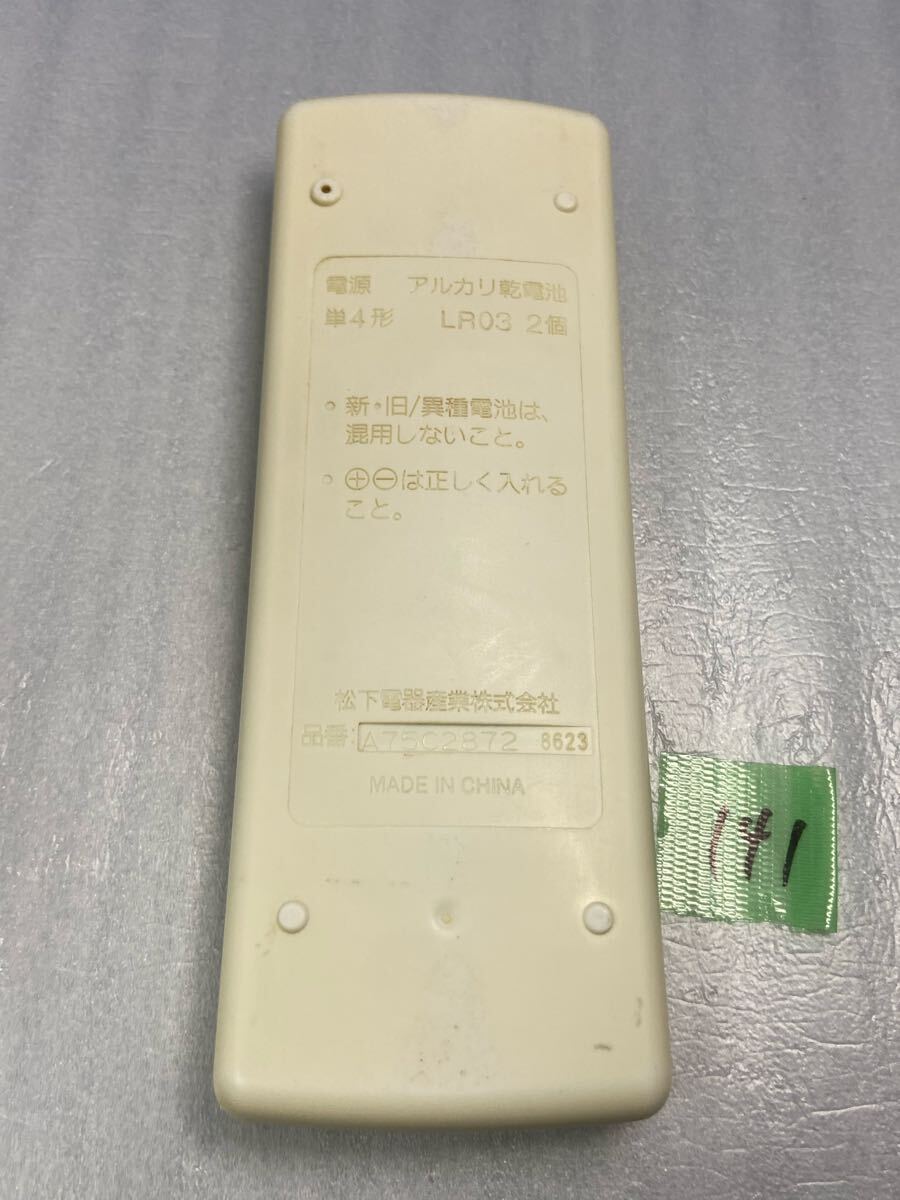 電源 アルカリ乾電池
単4形 LR03 2個
・新・旧/異種電池は、
混用しないこと。
・⊕⊖は正しく入れる
こと。
松下電器産業株式会社
品番: A75C2872 8623
MADE IN CHINA